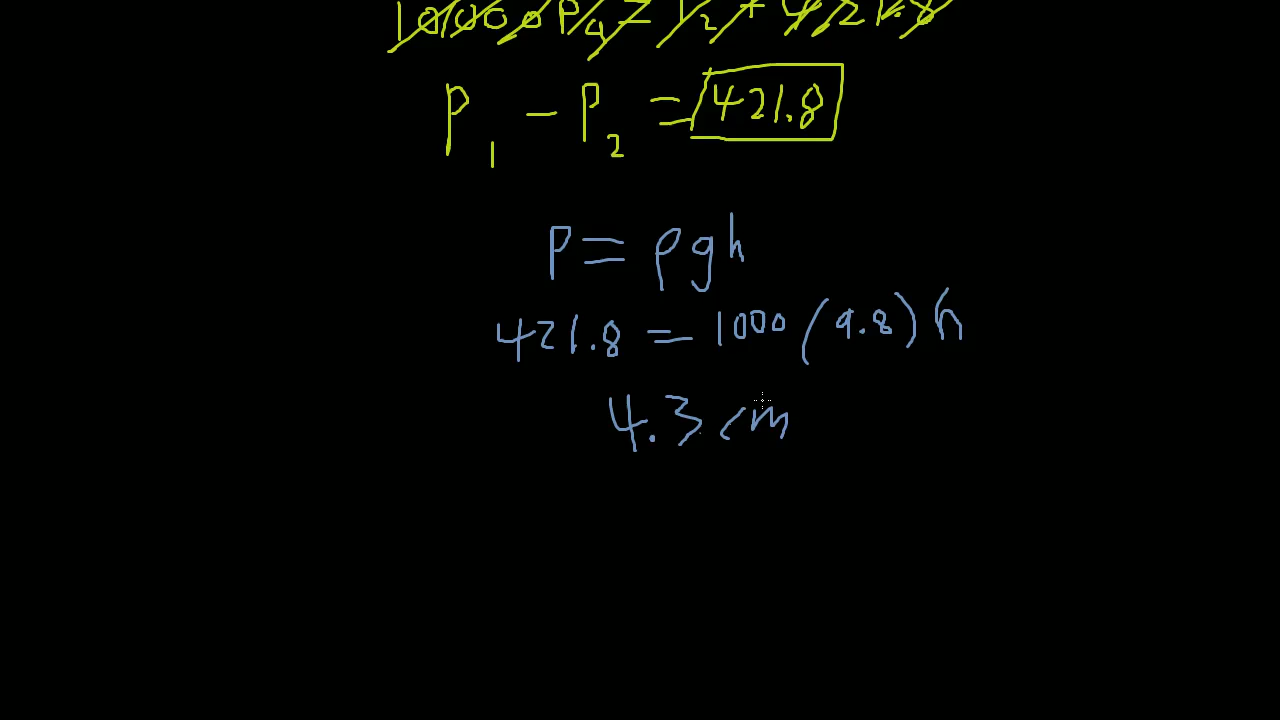 P₁ - P₂ = 421.8
P = ρgh
421.8 = 1000 (9.8) h
4.3 cm